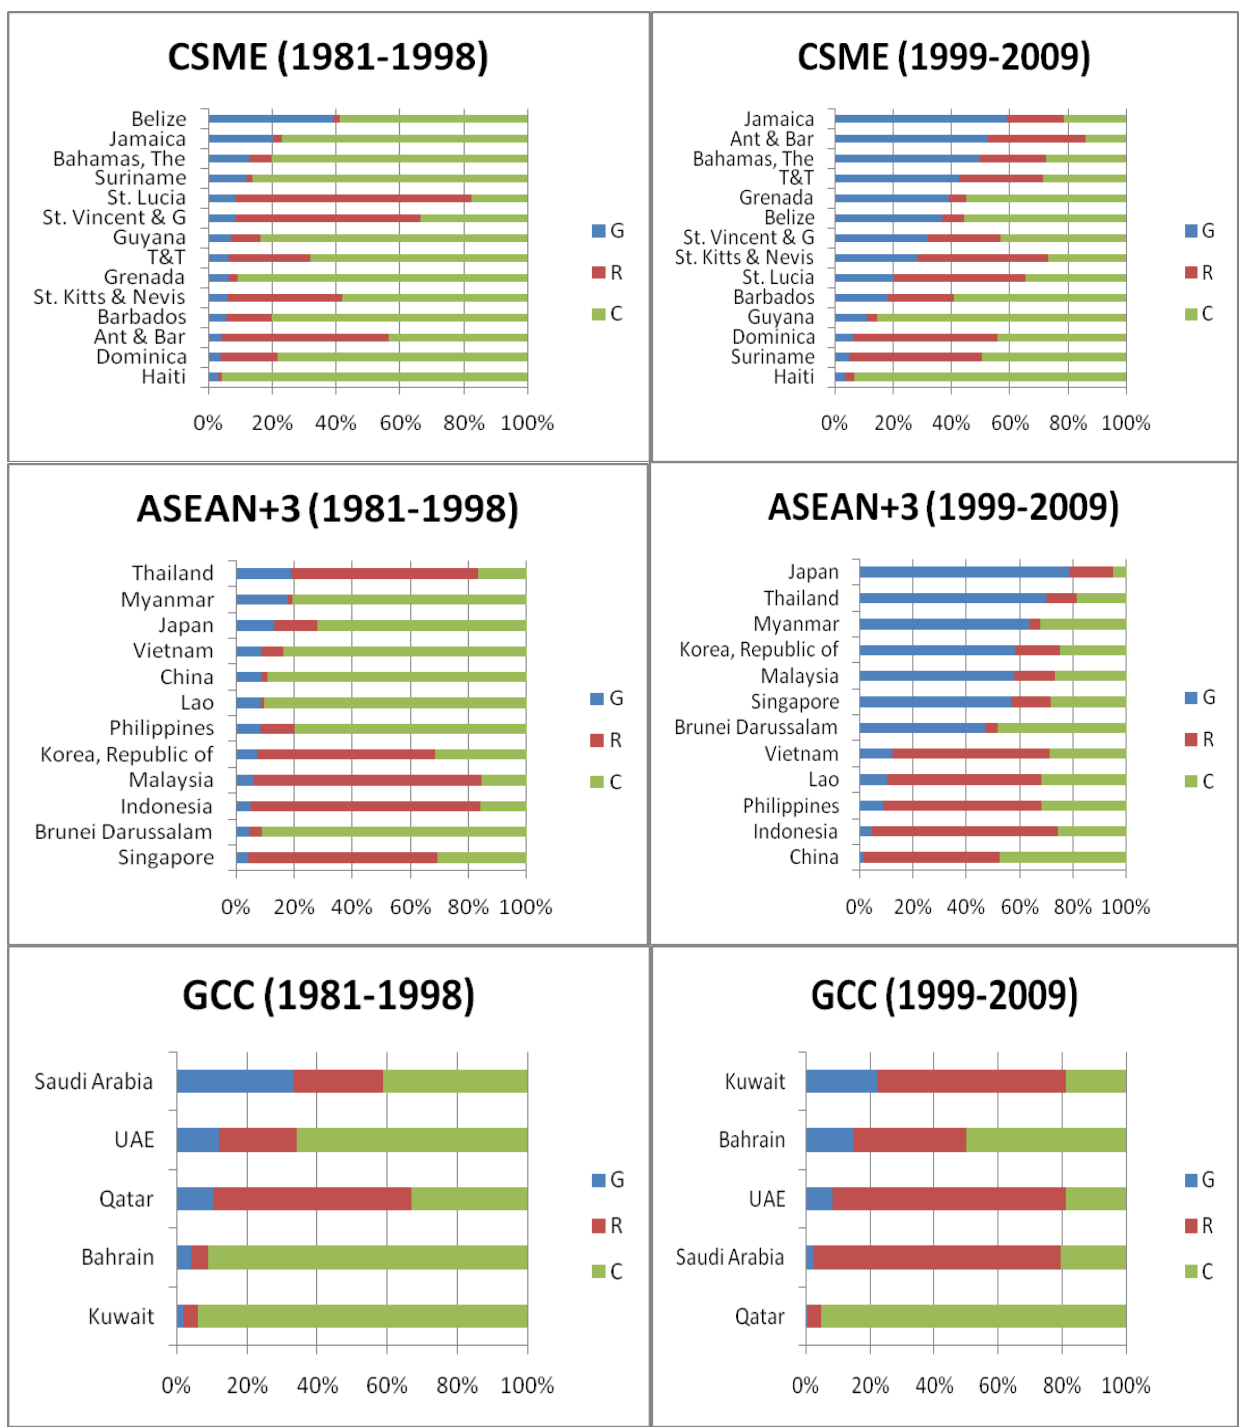 CSME (1981-1998)
Belize
Jamaica
Bahamas, The
Suriname
St. Lucia
St. Vincent & G
Guyana
T&T
Grenada
St. Kitts & Nevis
Barbados
Ant & Bar
Dominica
Haiti
0% 20% 40% 60% 80% 100%
G
R
C
CSME (1999-2009)
Jamaica
Ant & Bar
Bahamas, The
T&T
Grenada
Belize
St. Vincent & G
St. Kitts & Nevis
St. Lucia
Barbados
Guyana
Dominica
Suriname
Haiti
0% 20% 40% 60% 80% 100%
G
R
C
ASEAN+3 (1981-1998)
Thailand
Myanmar
Japan
Vietnam
China
Lao
Philippines
Korea, Republic of
Malaysia
Indonesia
Brunei Darussalam
Singapore
0% 20% 40% 60% 80% 100%
G
R
C
ASEAN+3 (1999-2009)
Japan
Thailand
Myanmar
Korea, Republic of
Malaysia
Singapore
Brunei Darussalam
Vietnam
Lao
Philippines
Indonesia
China
0% 20% 40% 60% 80% 100%
G
R
C
GCC (1981-1998)
Saudi Arabia
UAE
Qatar
Bahrain
Kuwait
0% 20% 40% 60% 80% 100%
G
R
C
GCC (1999-2009)
Kuwait
Bahrain
UAE
Saudi Arabia
Qatar
0% 20% 40% 60% 80% 100%
G
R
C